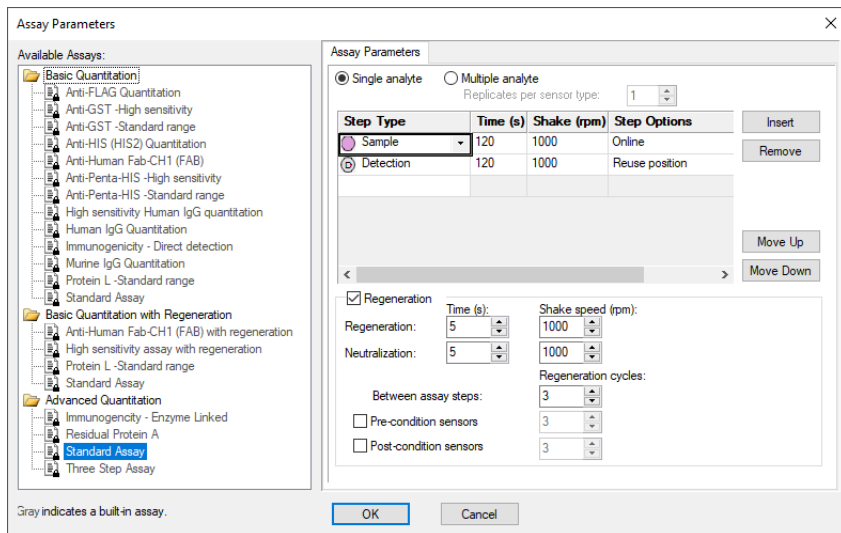 Assay Parameters
Available Assays:
Basic Quantitation
Anti-FLAG Quantitation
Anti-GST -High sensitivity
Anti-GST -Standard range
Anti-HIS (HIS2) Quantitation
Anti-Human Fab-CH1 (FAB)
Anti-Penta-HIS -High sensitivity
Anti-Penta-HIS -Standard range
High sensitivity Human IgG quantitation
Human IgG Quantitation
Immunogenicity - Direct detection
Murine IgG Quantitation
Protein L -Standard range
Standard Assay
Basic Quantitation with Regeneration
Anti-Human Fab-CH1 (FAB) with regeneration
High sensitivity assay with regeneration
Protein L -Standard range
Standard Assay
Advanced Quantitation
Immunogencity - Enzyme Linked
Residual Protein A
Standard Assay
Three Step Assay
Gray indicates a built-in assay.
Assay Parameters
Single analyte Multiple analyte
Replicates per sensor type: 1
Step Type Time (s) Shake (rpm) Step Options
Sample 120 1000 Online
D Detection 120 1000 Reuse position
Insert
Remove
Move Up
Move Down
Regeneration
Time (s): Shake speed (rpm):
Regeneration: 5 1000
Neutralization: 5 1000
Regeneration cycles:
Between assay steps: 3
Pre-condition sensors 3
Post-condition sensors 3
OK Cancel